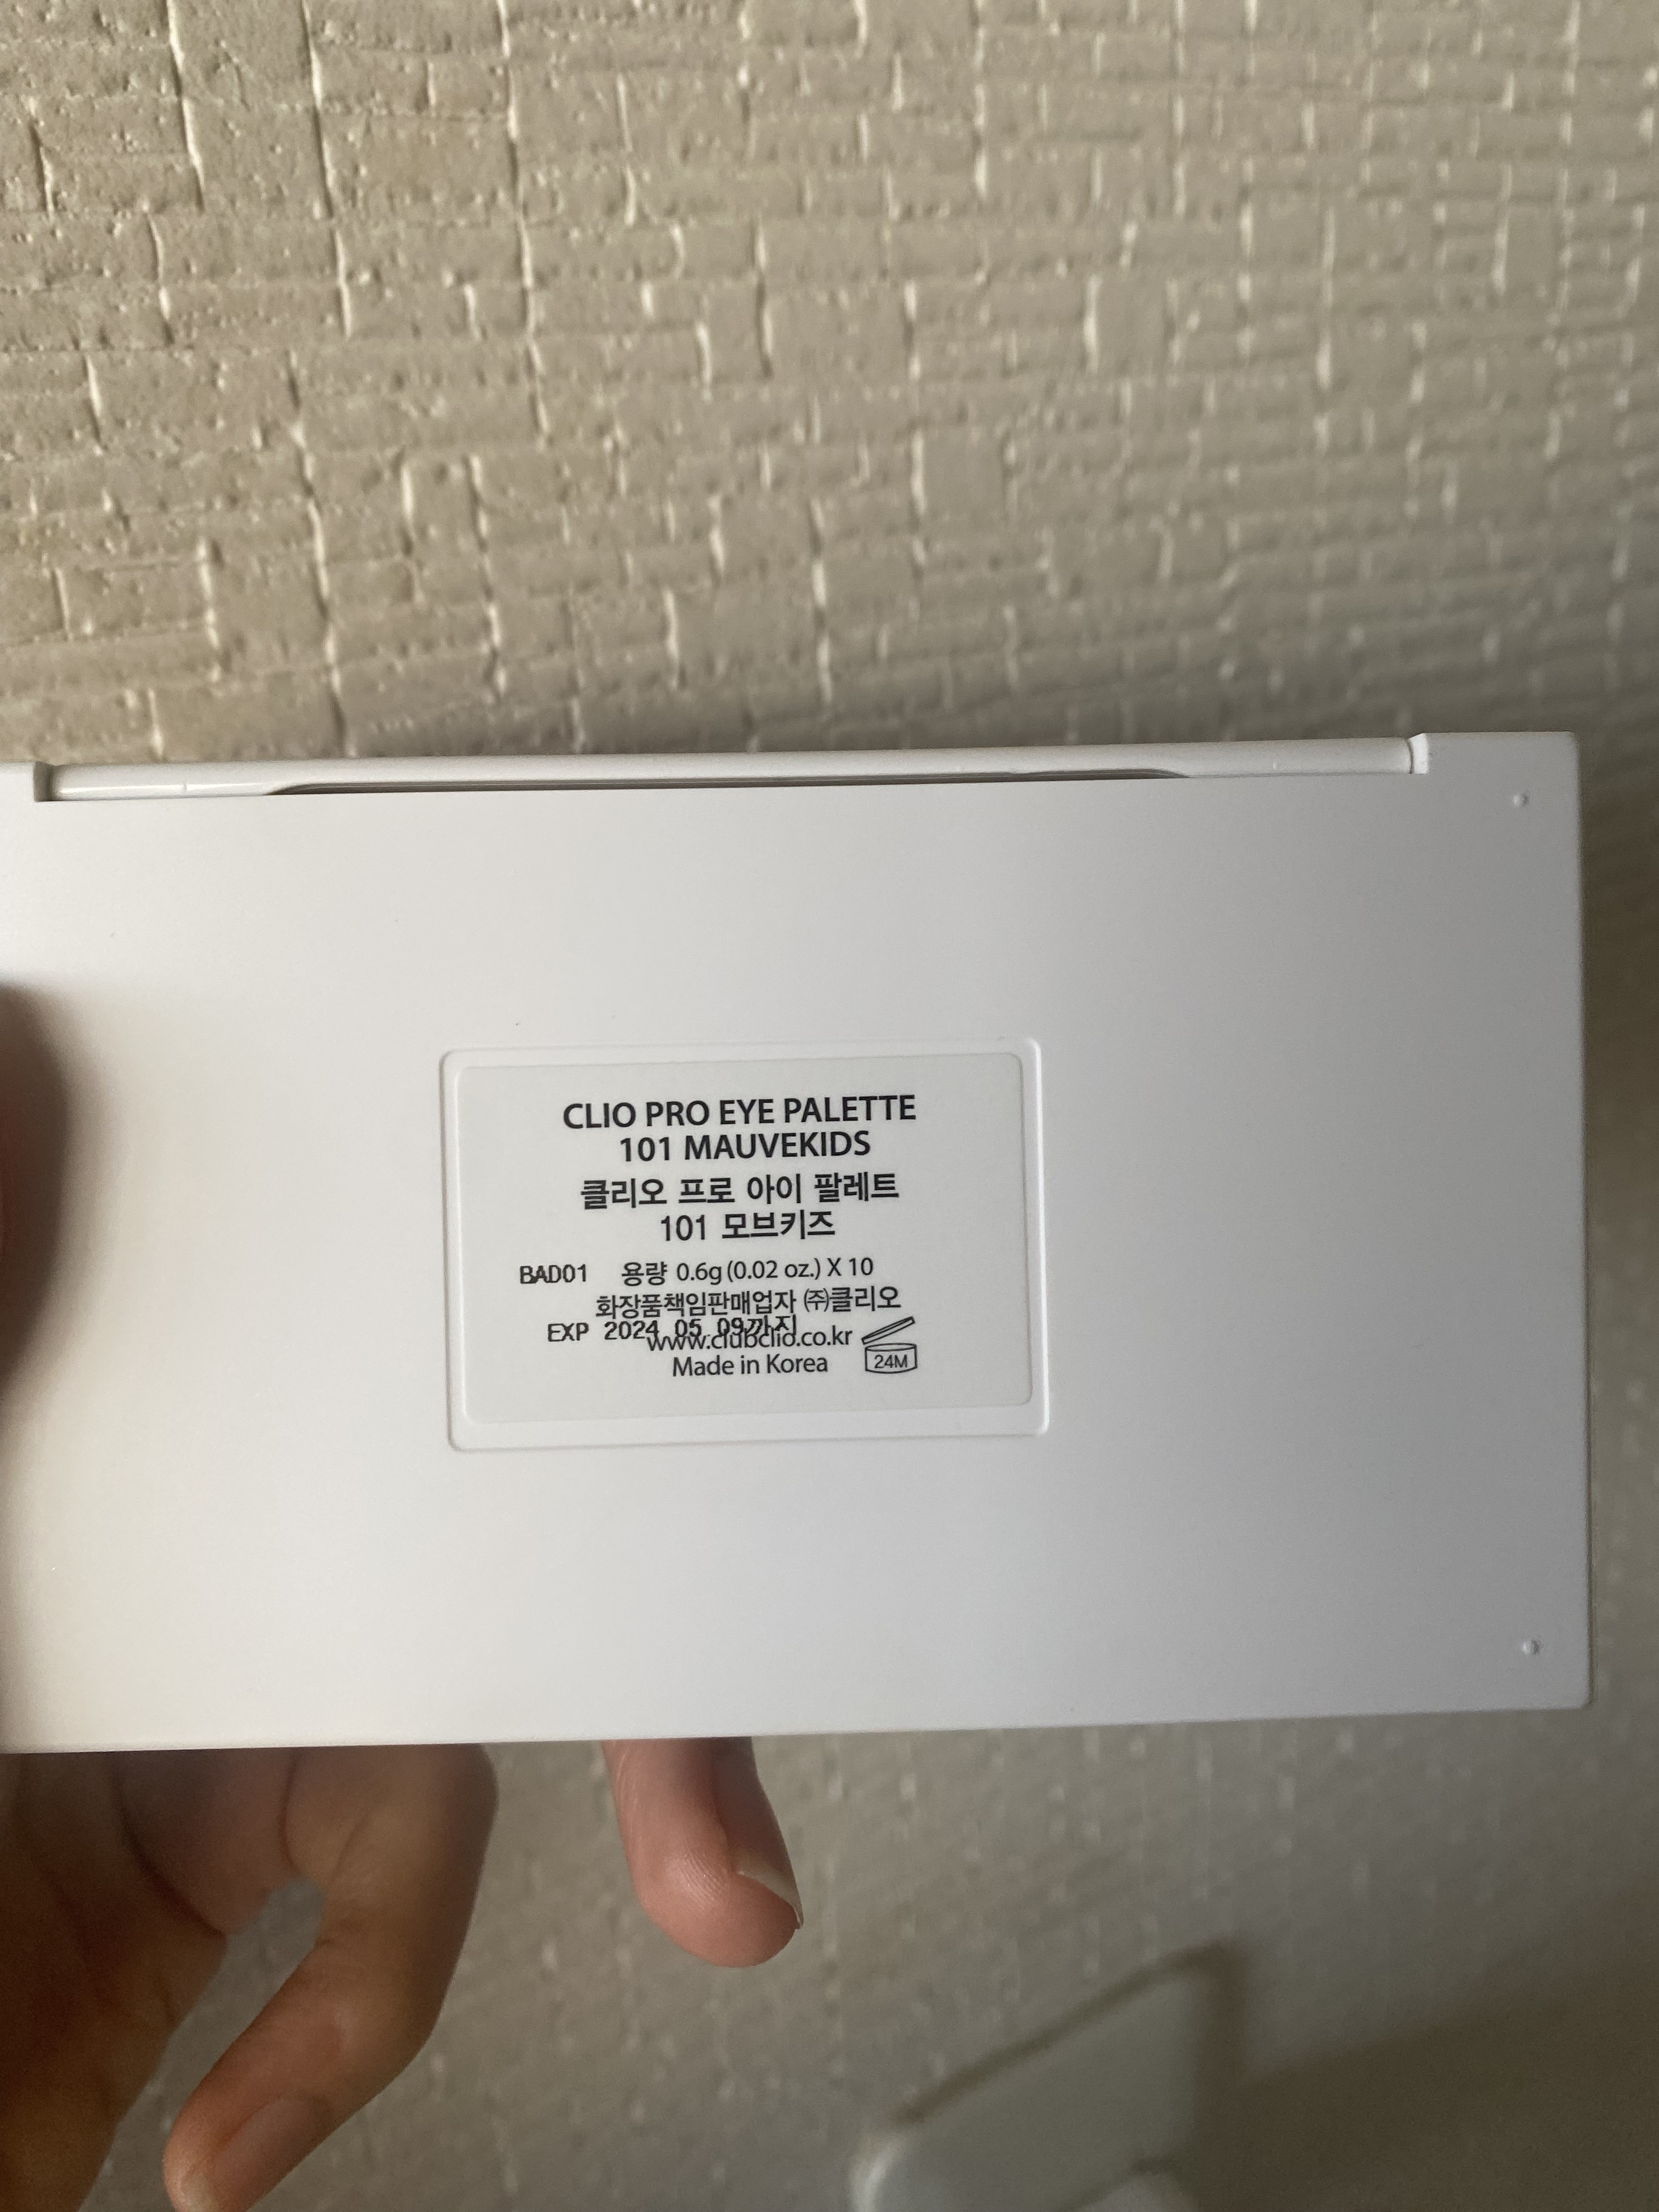 CLIO PRO EYE PALETTE
101 MAUVEKIDS
클리오 프로 아이 팔레트
101 모브키즈
BAD01 용량 0.6g (0.02 oz.) X 10
화장품책임판매업자 ㈜클리오
EXP 2024 05 09까지
www.clubclio.co.kr
Made in Korea 24M